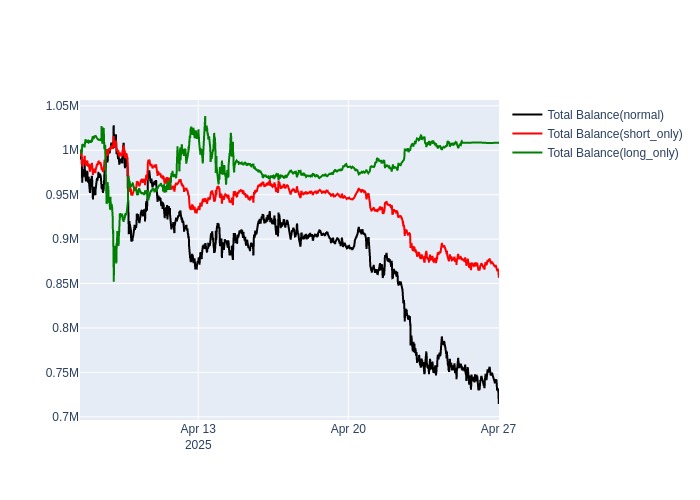 1.05M
1M
0.95M
0.9M
0.85M
0.8M
0.75M
0.7M
Apr 13
2025
Apr 20
Apr 27
Total Balance(normal)
Total Balance(short_only)
Total Balance(long_only)